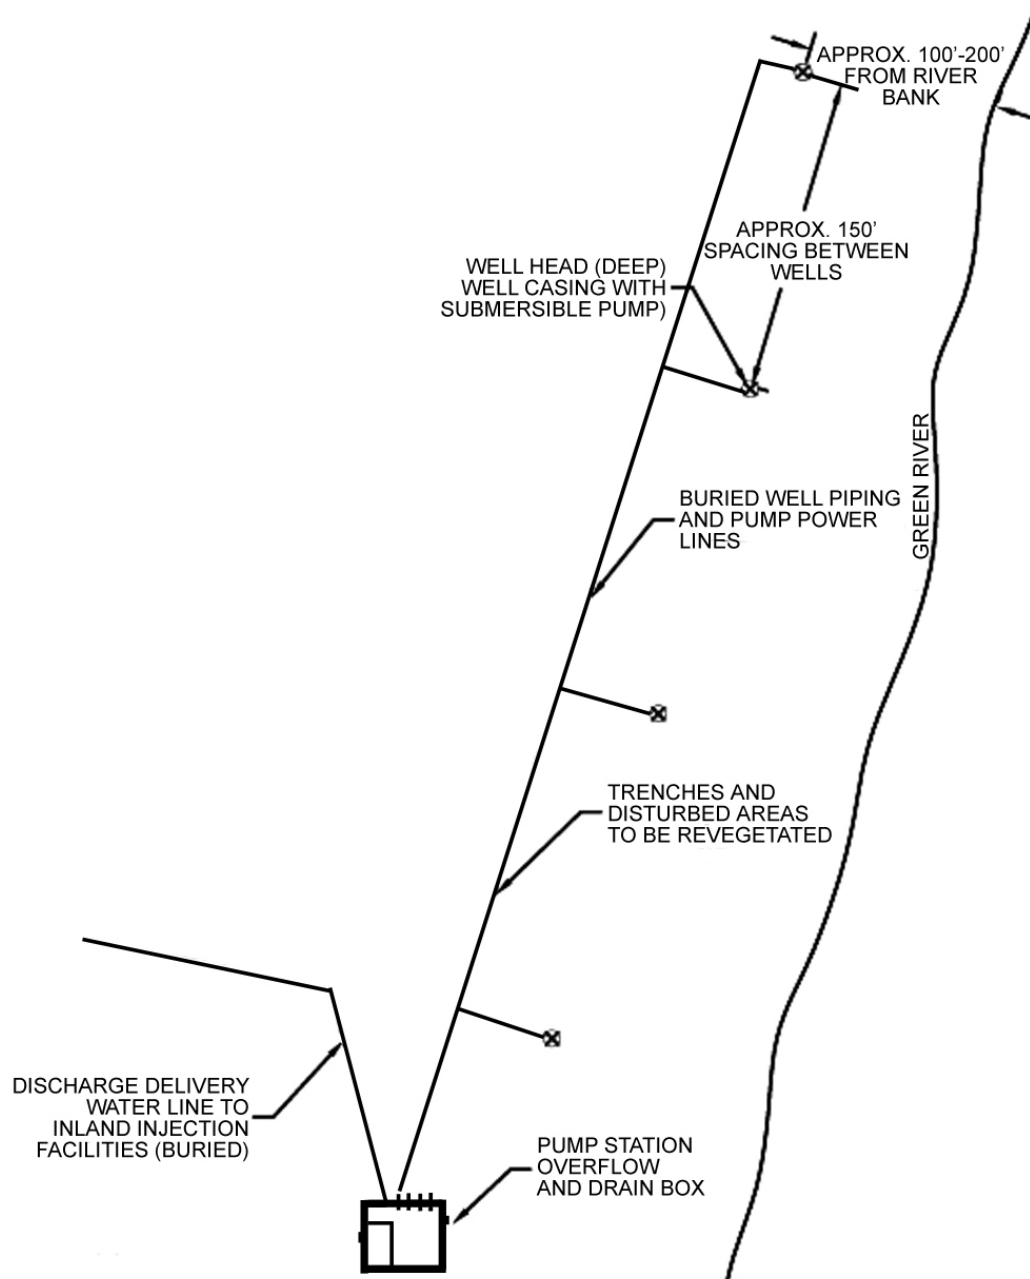 APPROX. 100’-200’
FROM RIVER
BANK
APPROX. 150’
SPACING BETWEEN
WELLS
WELL HEAD (DEEP)
WELL CASING WITH
SUBMERSIBLE PUMP)
GREEN RIVER
BURIED WELL PIPING
AND PUMP POWER
LINES
TRENCHES AND
DISTURBED AREAS
TO BE REVEGETATED
DISCHARGE DELIVERY
WATER LINE TO
INLAND INJECTION
FACILITIES (BURIED)
PUMP STATION
OVERFLOW
AND DRAIN BOX